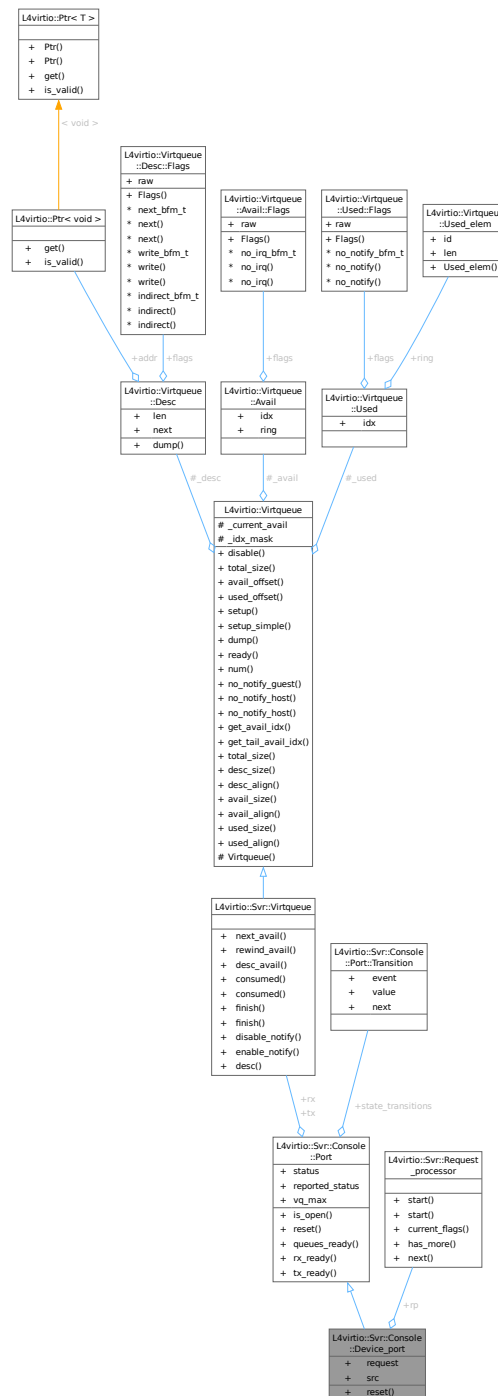 L4virtio::Ptr< T >
+ Ptr()
+ Ptr()
+ get()
+ is_valid()
< void >
L4virtio::Ptr< void >
+ get()
+ is_valid()
L4virtio::Virtqueue
::Desc::Flags
+ raw
+ Flags()
* next_bfm_t
* next()
* next()
* write_bfm_t
* write()
* write()
* indirect_bfm_t
* indirect()
* indirect()
L4virtio::Virtqueue
::Avail::Flags
+ raw
+ Flags()
* no_irq_bfm_t
* no_irq()
* no_irq()
L4virtio::Virtqueue
::Used::Flags
+ raw
+ Flags()
* no_notify_bfm_t
* no_notify()
* no_notify()
L4virtio::Virtqueue
::Used_elem
+ id
+ len
+ Used_elem()
+addr
+flags
+flags
+flags
+ring
L4virtio::Virtqueue
::Desc
+ len
+ next
+ dump()
L4virtio::Virtqueue
::Avail
+ idx
+ ring
L4virtio::Virtqueue
::Used
+ idx
#_desc
#_avail
#_used
L4virtio::Virtqueue
# _current_avail
# _idx_mask
+ disable()
+ total_size()
+ avail_offset()
+ used_offset()
+ setup()
+ setup_simple()
+ dump()
+ ready()
+ num()
+ no_notify_guest()
+ no_notify_host()
+ no_notify_host()
+ get_avail_idx()
+ get_tail_avail_idx()
+ total_size()
+ desc_size()
+ desc_align()
+ avail_size()
+ avail_align()
+ used_size()
+ used_align()
# Virtqueue()
L4virtio::Svr::Virtqueue
+ next_avail()
+ rewind_avail()
+ desc_avail()
+ consumed()
+ consumed()
+ finish()
+ finish()
+ disable_notify()
+ enable_notify()
+ desc()
L4virtio::Svr::Console
::Port::Transition
+ event
+ value
+ next
+rx
+tx
+state_transitions
L4virtio::Svr::Console
::Port
+ status
+ reported_status
+ vq_max
+ is_open()
+ reset()
+ queues_ready()
+ rx_ready()
+ tx_ready()
L4virtio::Svr::Request
_processor
+ start()
+ start()
+ current_flags()
+ has_more()
+ next()
+rp
L4virtio::Svr::Console
::Device_port
+ request
+ src
+ reset()